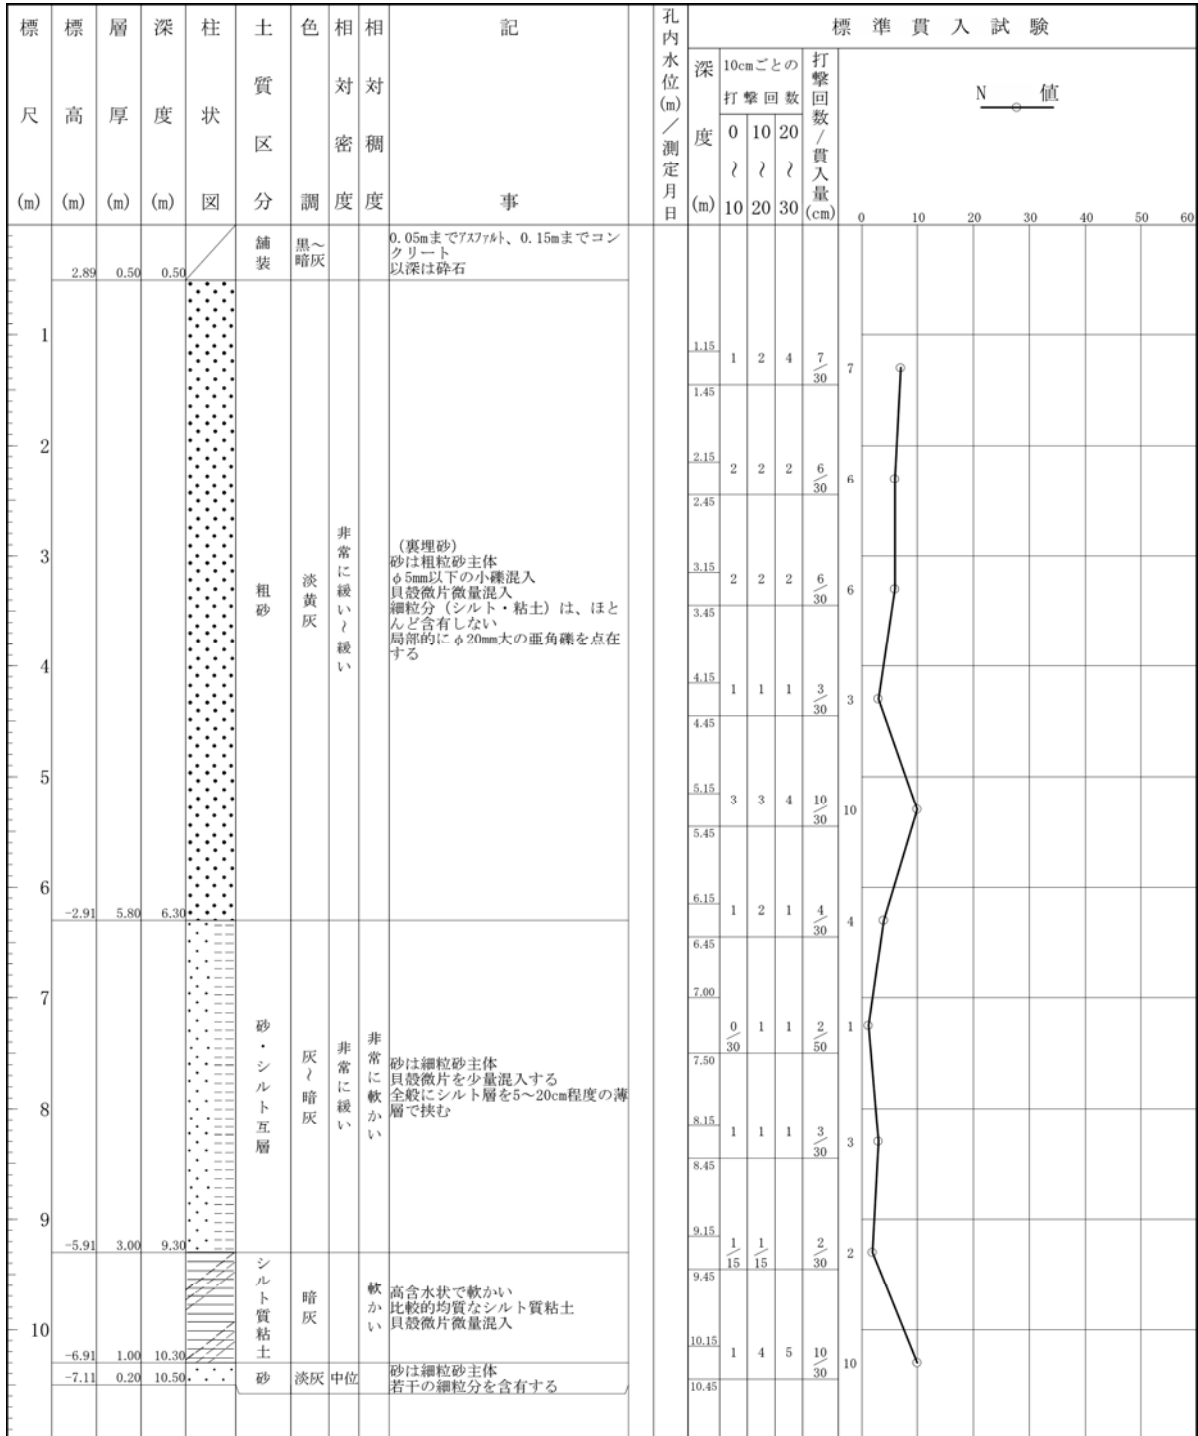 標尺(m)
標高(m)
層厚(m)
深度(m)
柱状図
土質区分
色調
相対密度
相対稠度
記事
孔内水位(m)/測定月日
標準貫入試験
深度(m)
10cmごとの
打撃回数
0〜10
10〜20
20〜30
打撃回数/貫入量(cm)
N 値
0 10 20 30 40 50 60
2.89 0.50 0.50
舗装
黒〜暗灰
0.05mまでアスファルト、0.15mまでコン
クリート
以深は砕石
1
1.15
1 2 4 7/30 7
1.45
2
2.15
2 2 2 6/30 6
2.45
3
3.15
2 2 2 6/30 6
3.45
粗砂
淡黄灰
非常に緩い〜緩い
(裏埋砂)
砂は粗粒砂主体
φ5mm以下の小礫混入
貝殻微片微量混入
細粒分(シルト・粘土)は、ほと
んど含有しない
局部的にφ20mm大の亜角礫を点在
する
4
4.15
1 1 1 3/30 3
4.45
5
5.15
3 3 4 10/30 10
5.45
6
6.15
1 2 1 4/30 4
6.45
-2.91 5.80 6.30
7
7.00
0/30 1 1 2/50 1
7.50
砂・シルト互層
灰〜暗灰
非常に緩い
非常に軟かい
砂は細粒砂主体
貝殻微片を少量混入する
全般にシルト層を5〜20cm程度の薄
層で挟む
8
8.15
1 1 1 3/30 3
8.45
9
9.15
1/15 1/15 2/30 2
9.45
-5.91 3.00 9.30
シルト質粘土
暗灰
軟かい
高含水状で軟かい
比較的均質なシルト質粘土
貝殻微片微量混入
10
10.15
1 4 5 10/30 10
10.45
-6.91 1.00 10.30
-7.11 0.20 10.50
砂
淡灰
中位
砂は細粒砂主体
若干の細粒分を含有する